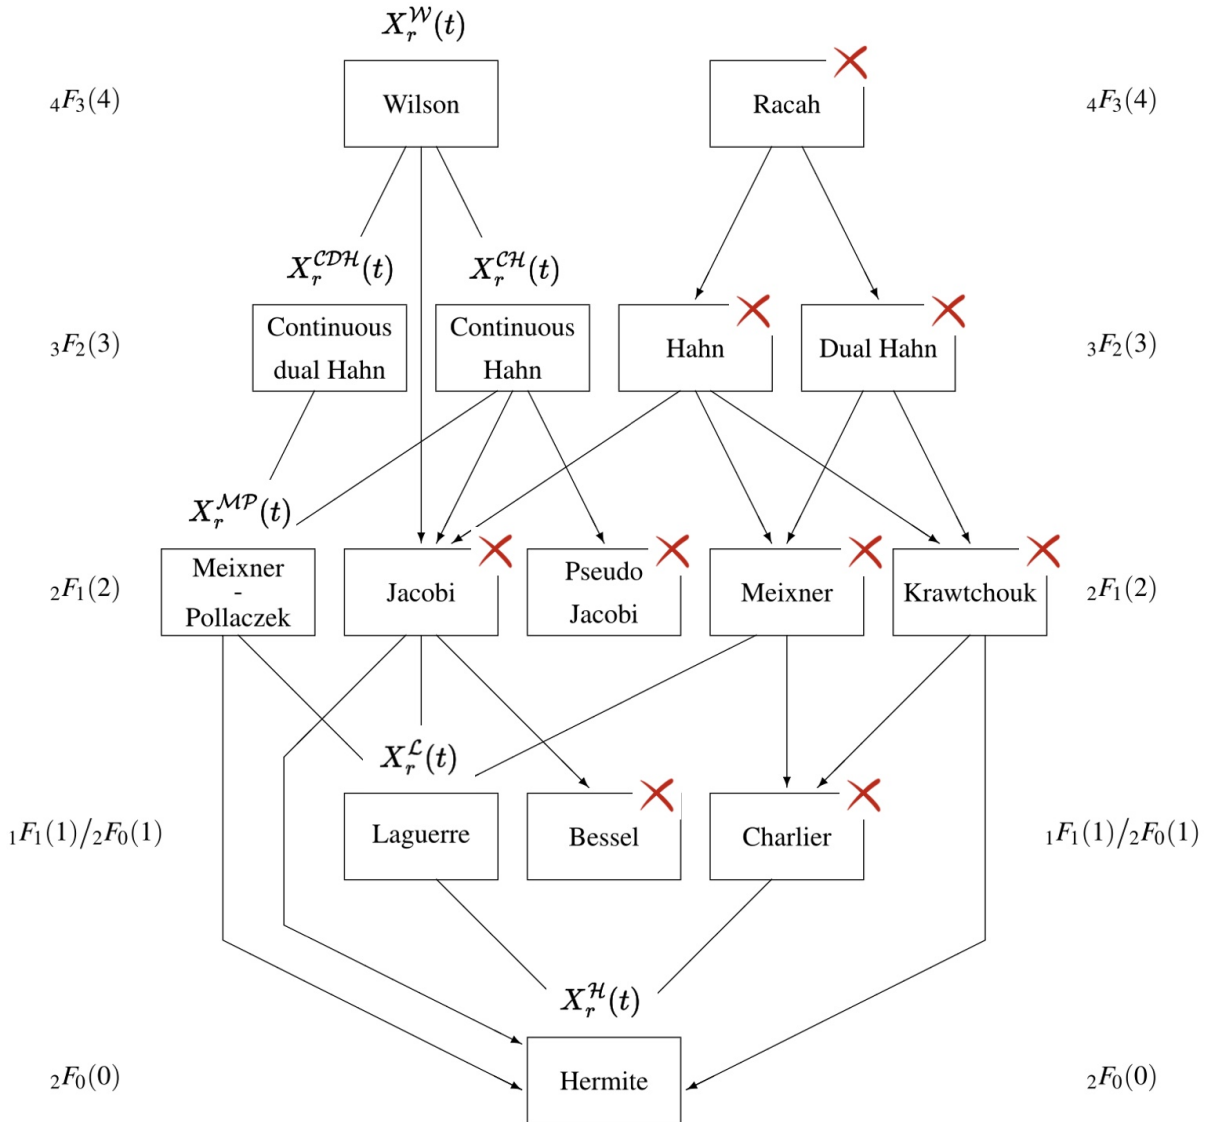 X_r^𝒲(t)
₄F₃(4)
Wilson
Racah
₄F₃(4)
X_r^{𝒞𝒟ℋ}(t)
X_r^{𝒞ℋ}(t)
₃F₂(3)
Continuous
dual Hahn
Continuous
Hahn
Hahn
Dual Hahn
₃F₂(3)
X_r^{ℳ𝒫}(t)
₂F₁(2)
Meixner
-
Pollaczek
Jacobi
Pseudo
Jacobi
Meixner
Krawtchouk
₂F₁(2)
X_r^ℒ(t)
₁F₁(1)/₂F₀(1)
Laguerre
Bessel
Charlier
₁F₁(1)/₂F₀(1)
X_r^ℋ(t)
₂F₀(0)
Hermite
₂F₀(0)